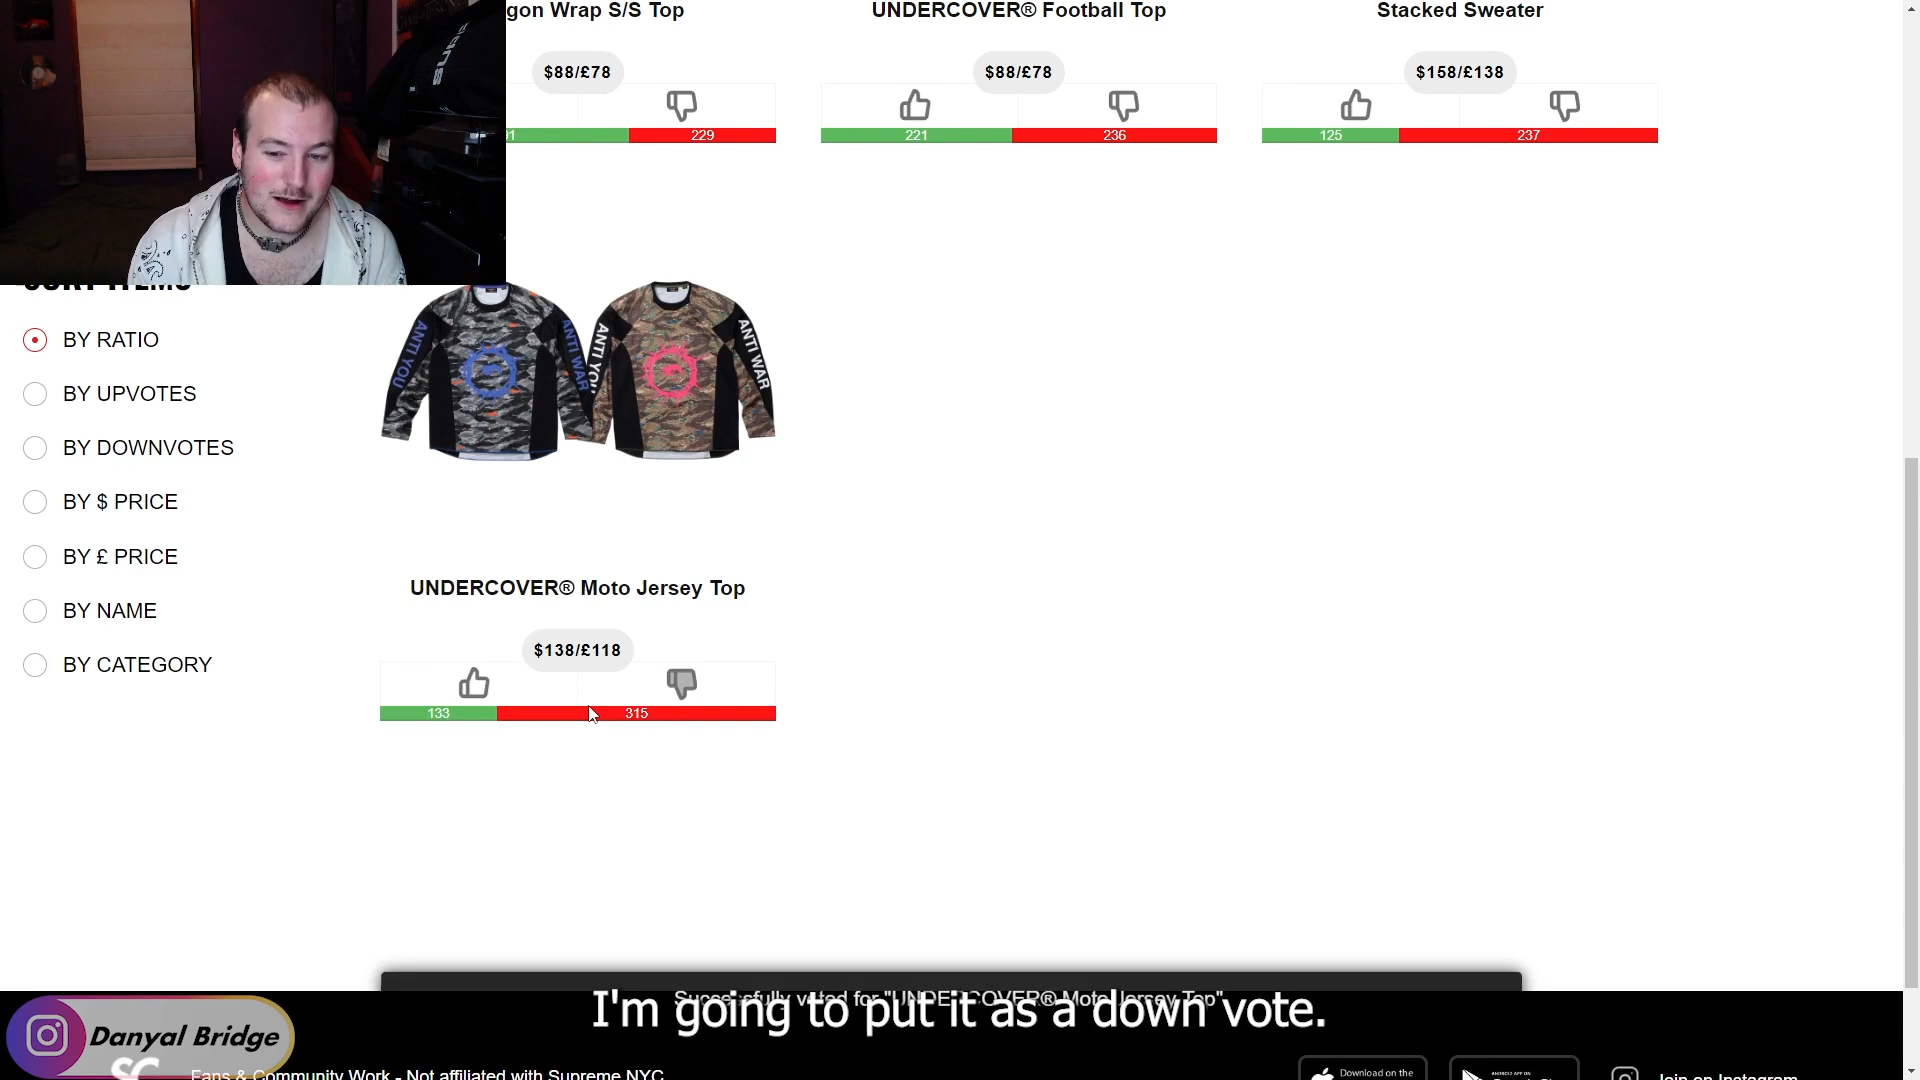 gon Wrap S/S Top
UNDERCOVER® Football Top
Stacked Sweater
$88/£78
$88/£78
$158/£138
229
221
236
125
237
SORT ITEMS
BY RATIO
BY UPVOTES
BY DOWNVOTES
BY $ PRICE
BY £ PRICE
BY NAME
BY CATEGORY
ANTI YOU
ANTI WAR
ANTI YOU
ANTI WAR
UNDERCOVER® Moto Jersey Top
$138/£118
133
315
Successfully voted for "UNDERCOVER® Moto Jersey Top"
I'm going to put it as a down vote.
Danyal Bridge
SC
Fans & Community Work - Not affiliated with Supreme NYC
Download on the
ANDROID APP ON
Join on Instagram